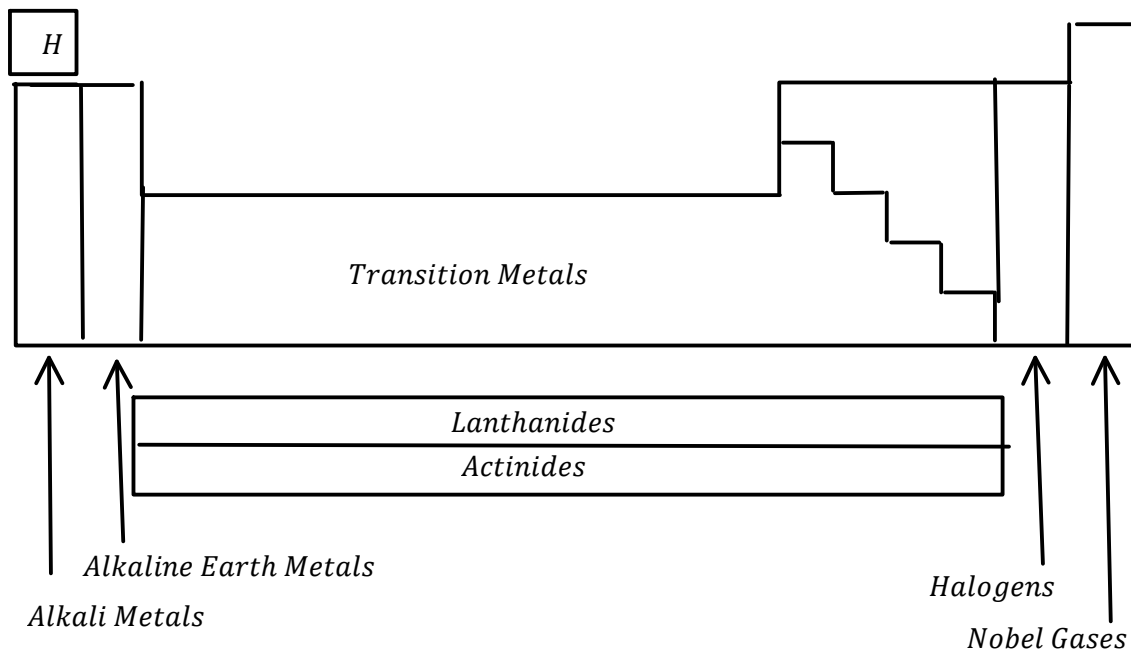 H
Transition Metals
Lanthanides
Actinides
Alkaline Earth Metals
Alkali Metals
Halogens
Nobel Gases